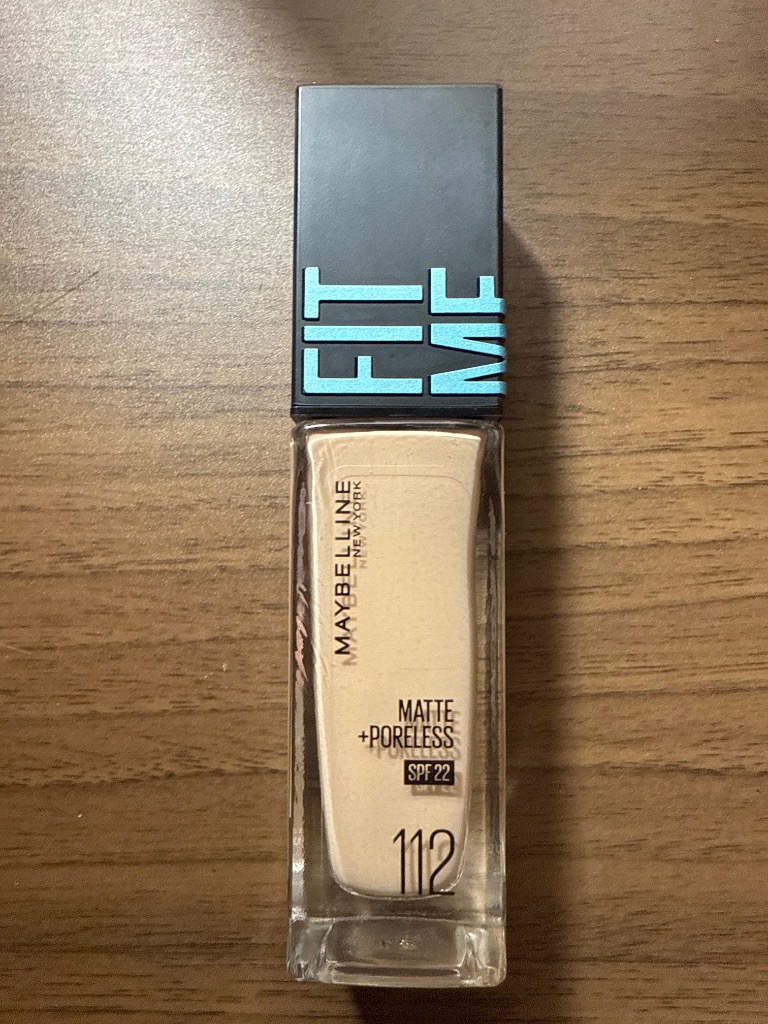 FIT
ME
MAYBELLINE
NEW YORK
MATTE
+PORELESS
SPF 22
112